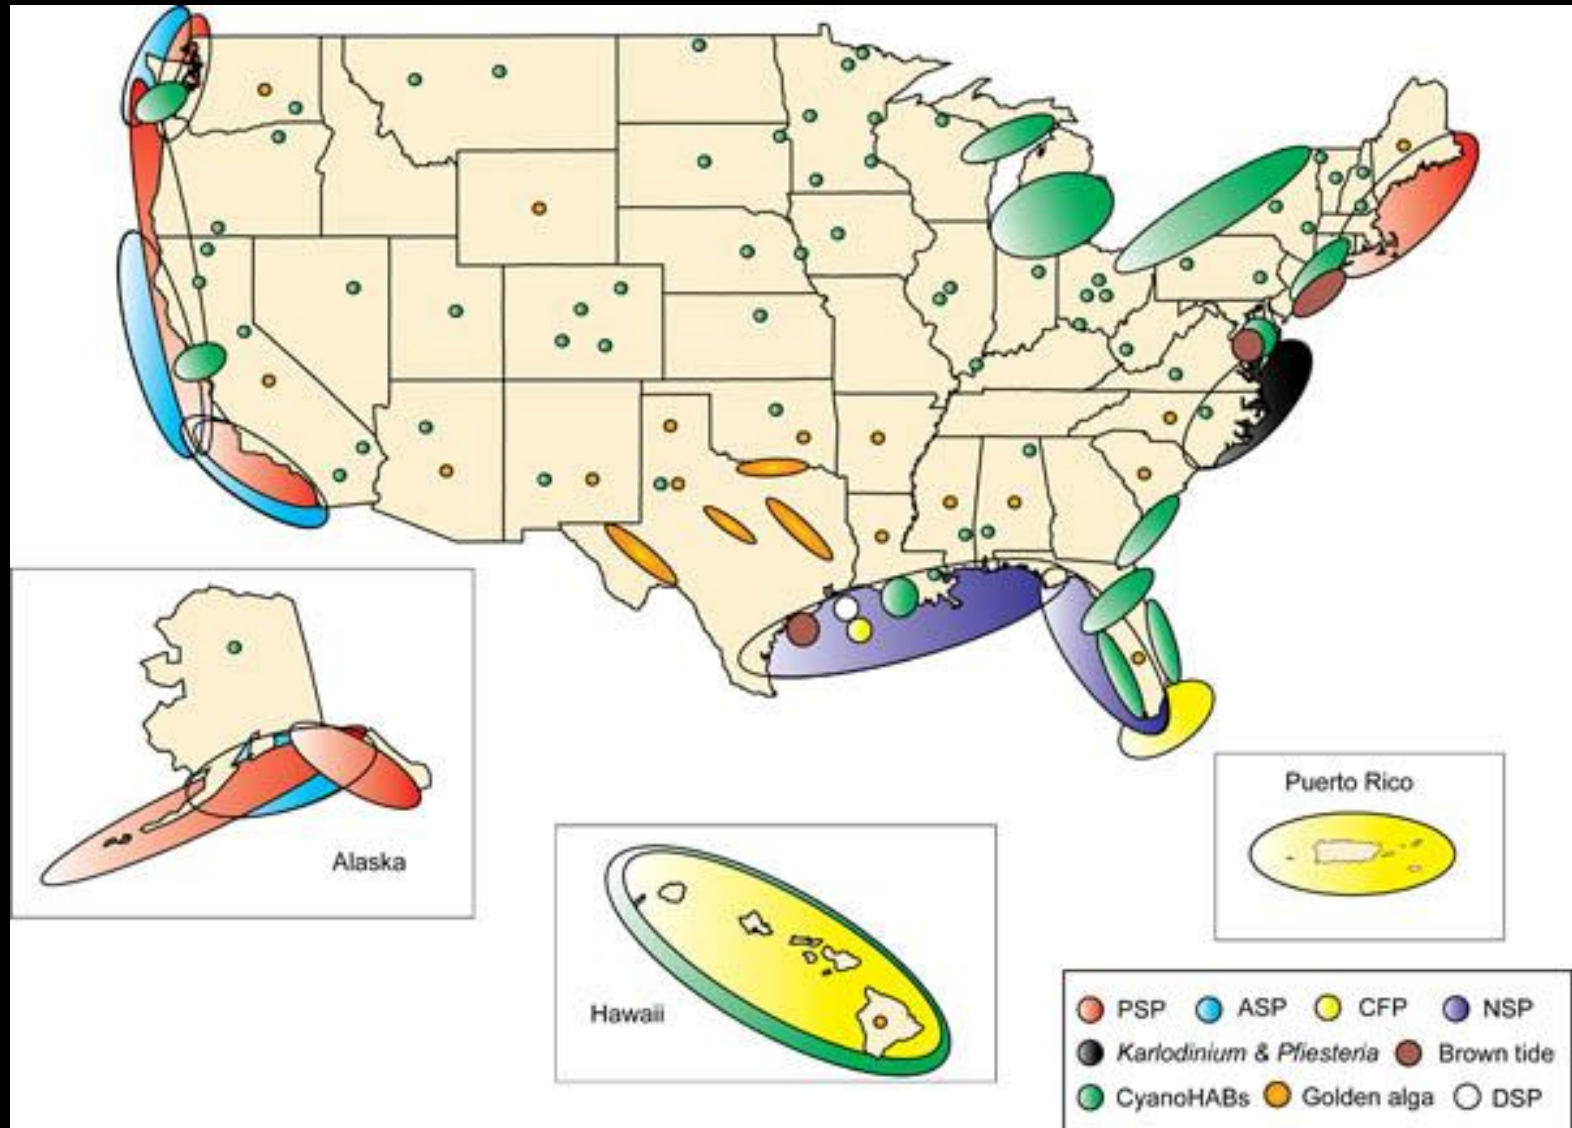 Puerto Rico
Alaska
Hawaii
PSP ASP CFP NSP
Karlodinium & Pfiesteria Brown tide
CyanoHABs Golden alga DSP